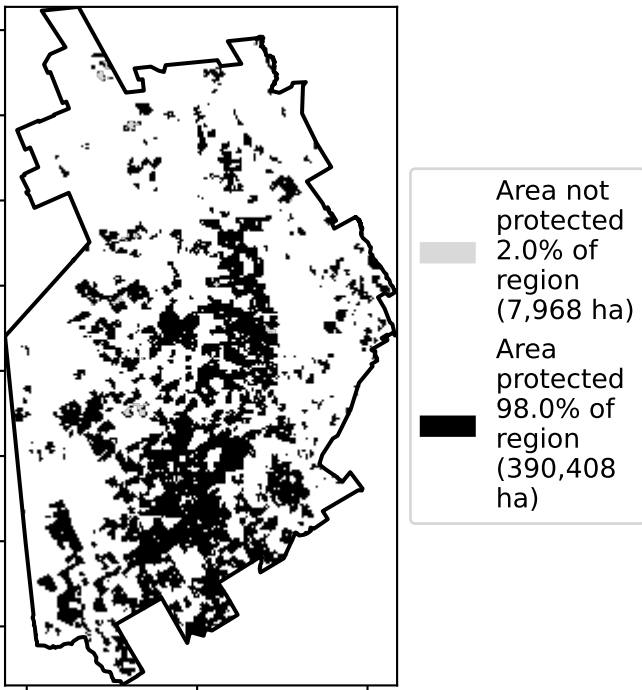 Area not
protected
2.0% of
region
(7,968 ha)
Area
protected
98.0% of
region
(390,408
ha)